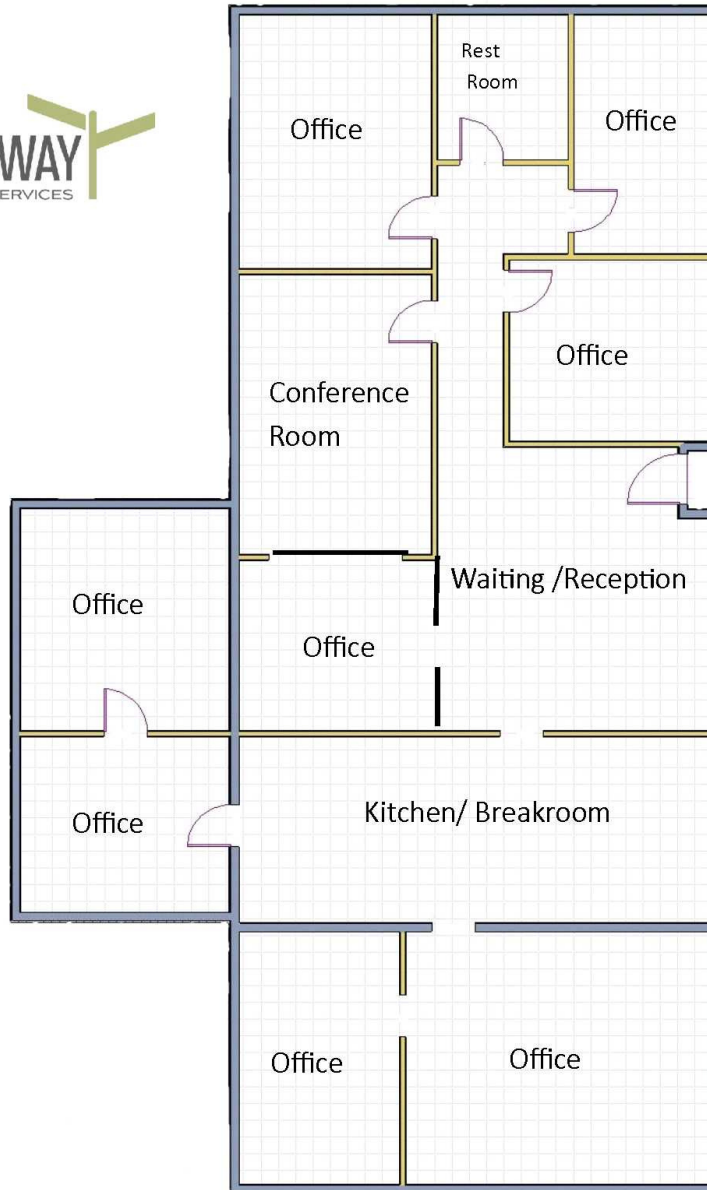 WAY
ERVICES
Rest
Room
Office
Office
Office
Conference
Room
Waiting /Reception
Office
Office
Kitchen/ Breakroom
Office
Office
Office